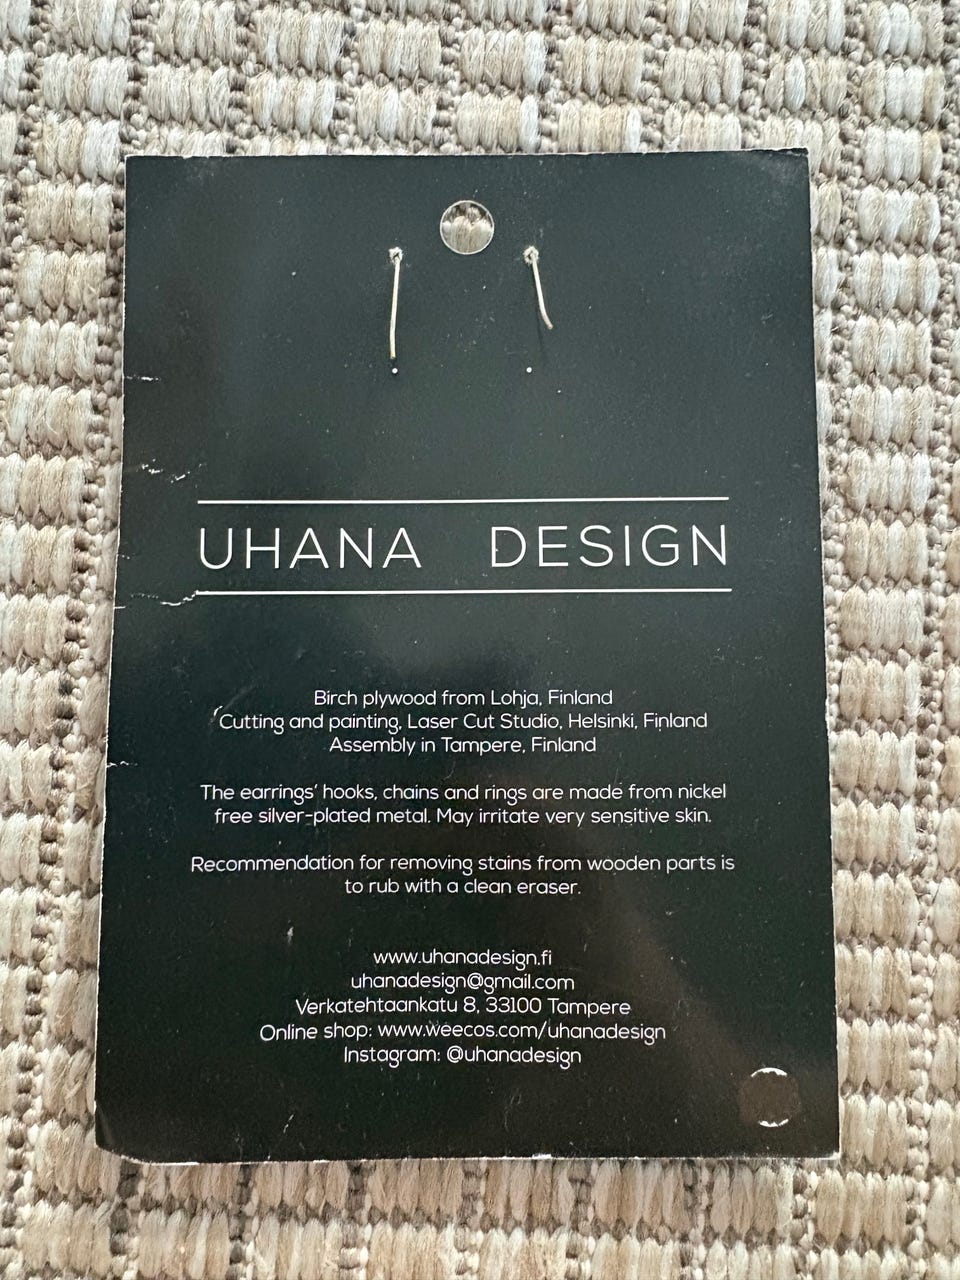 UHANA DESIGN
Birch plywood from Lohja, Finland
Cutting and painting, Laser Cut Studio, Helsinki, Finland
Assembly in Tampere, Finland
The earrings' hooks, chains and rings are made from nickel
free silver-plated metal. May irritate very sensitive skin.
Recommendation for removing stains from wooden parts is
to rub with a clean eraser.
www.uhanadesign.fi
uhanadesign@gmail.com
Verkatehtaankatu 8, 33100 Tampere
Online shop: www.weecos.com/uhanadesign
Instagram: @uhanadesign